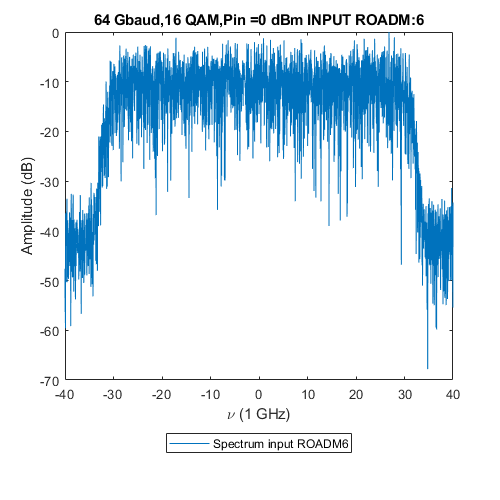 64 Gbaud,16 QAM,Pin =0 dBm INPUT ROADM:6
Amplitude (dB)
0
-10
-20
-30
-40
-50
-60
-70
-40 -30 -20 -10 0 10 20 30 40
ν (1 GHz)
Spectrum input ROADM6